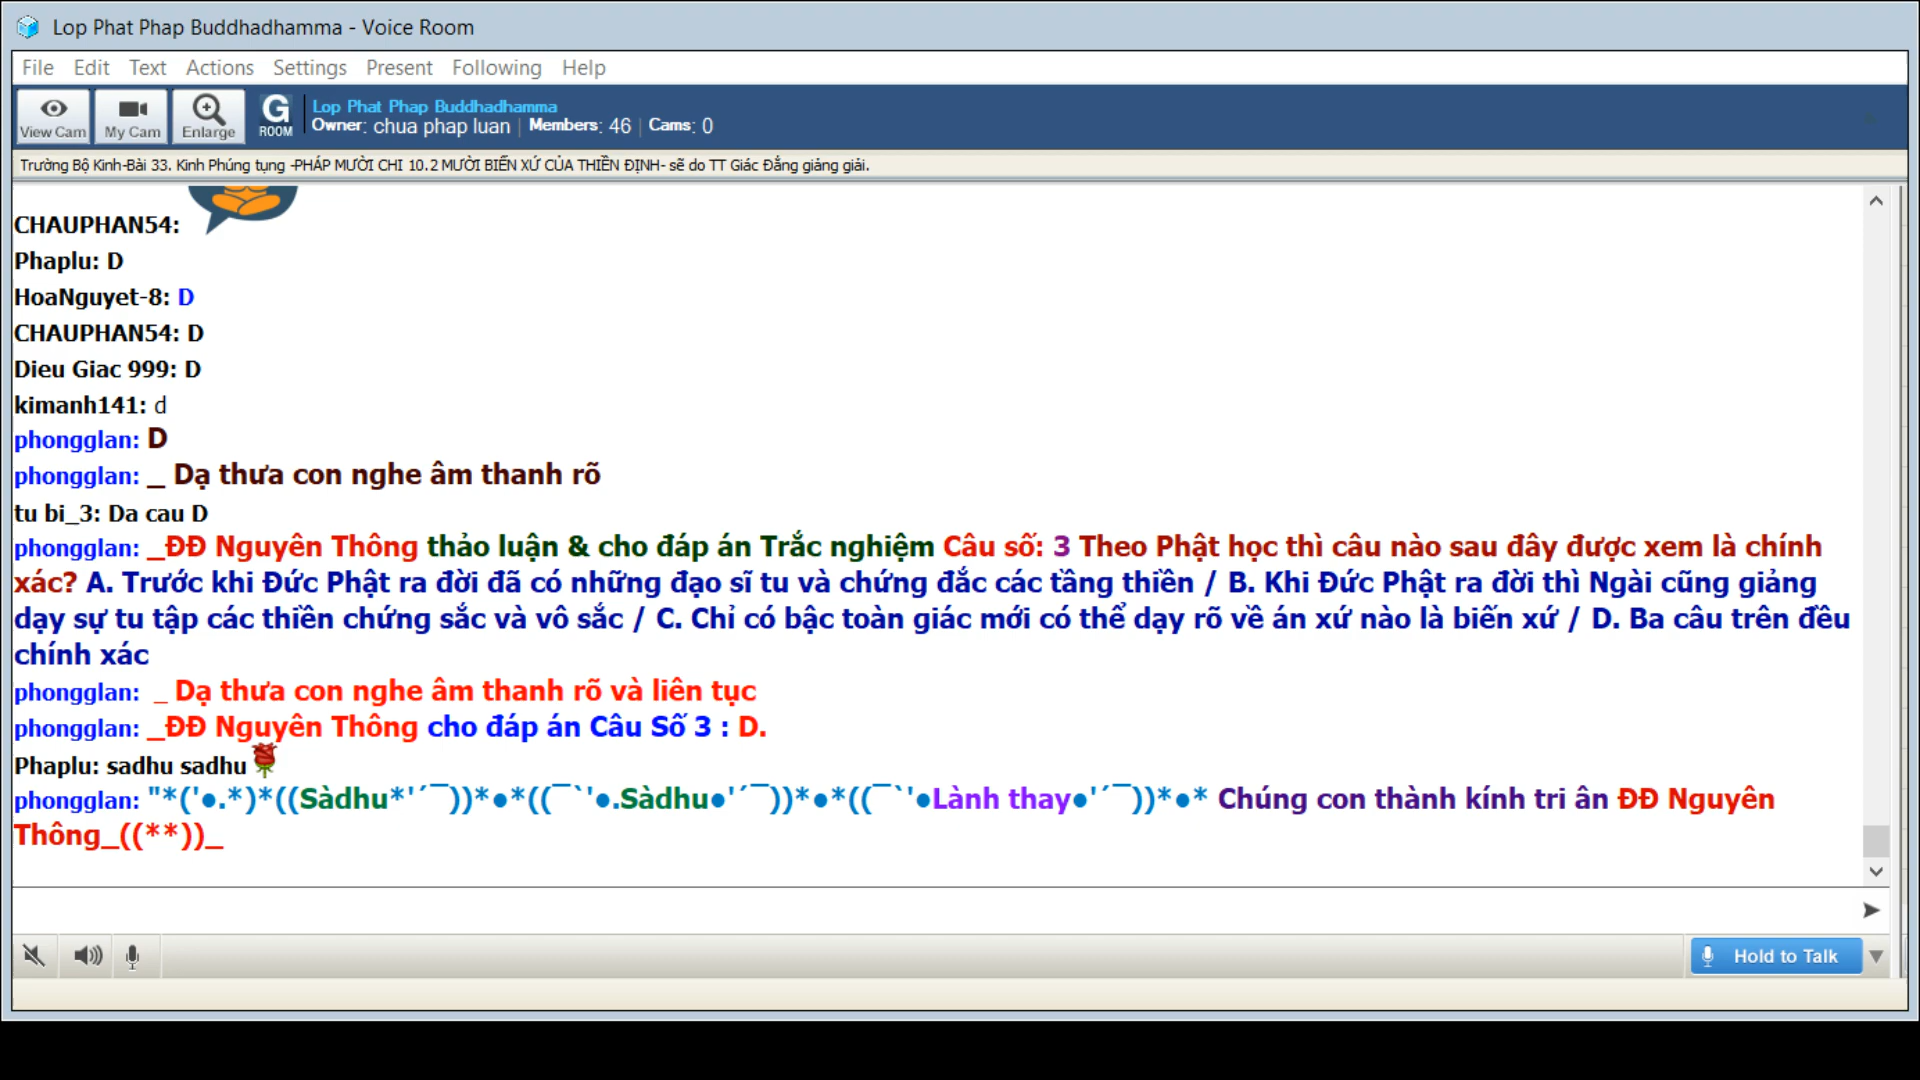 Lop Phat Phap Buddhadhamma - Voice Room
File Edit Text Actions Settings Present Following Help
View Cam My Cam Enlarge G ROOM Lop Phat Phap Buddhadhamma
Owner: chua phap luan | Members: 46 | Cams: 0
Trường Bộ Kinh-Bài 33. Kinh Phúng tụng -PHÁP MƯỜI CHI 10.2 MƯỜI BIẾN XỨ CỦA THIỀN ĐỊNH- sẽ do TT Giác Đẳng giảng giải.
CHAUPHAN54:
Phaplu: D
HoaNguyet-8: D
CHAUPHAN54: D
Dieu Giac 999: D
kimanh141: d
phongglan: D
phongglan: _ Dạ thưa con nghe âm thanh rõ
tu bi_3: Da cau D
phongglan: _ĐĐ Nguyên Thông thảo luận & cho đáp án Trắc nghiệm Câu số: 3 Theo Phật học thì câu nào sau đây được xem là chính
xác? A. Trước khi Đức Phật ra đời đã có những đạo sĩ tu và chứng đắc các tầng thiền / B. Khi Đức Phật ra đời thì Ngài cũng giảng
dạy sự tu tập các thiền chứng sắc và vô sắc / C. Chỉ có bậc toàn giác mới có thể dạy rõ về án xứ nào là biến xứ / D. Ba câu trên đều
chính xác
phongglan: _ Dạ thưa con nghe âm thanh rõ và liên tục
phongglan: _ĐĐ Nguyên Thông cho đáp án Câu Số 3 : D.
Phaplu: sadhu sadhu
phongglan: "*('●.*)*((Sàdhu*'´¯))*●*((¯`'●.Sàdhu●'´¯))*●*((¯`'●Lành thay●'´¯))*●* Chúng con thành kính tri ân ĐĐ Nguyên
Thông_((**))_
Hold to Talk